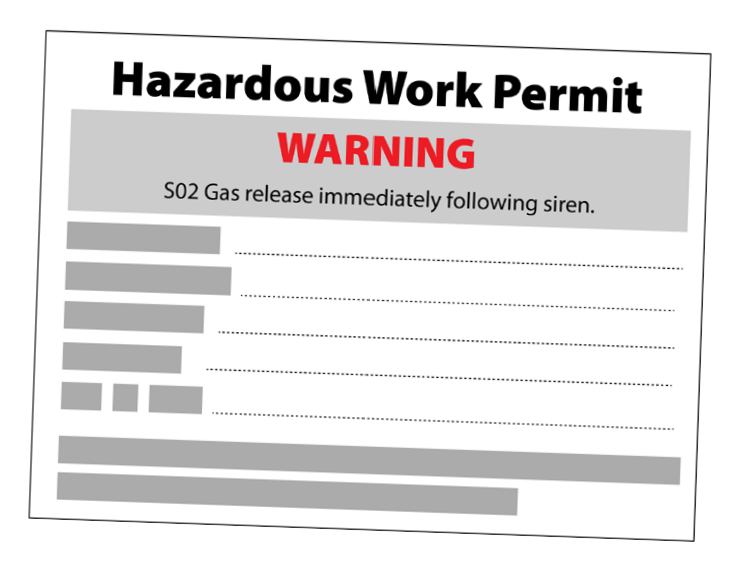 Hazardous Work Permit
WARNING
S02 Gas release immediately following siren.